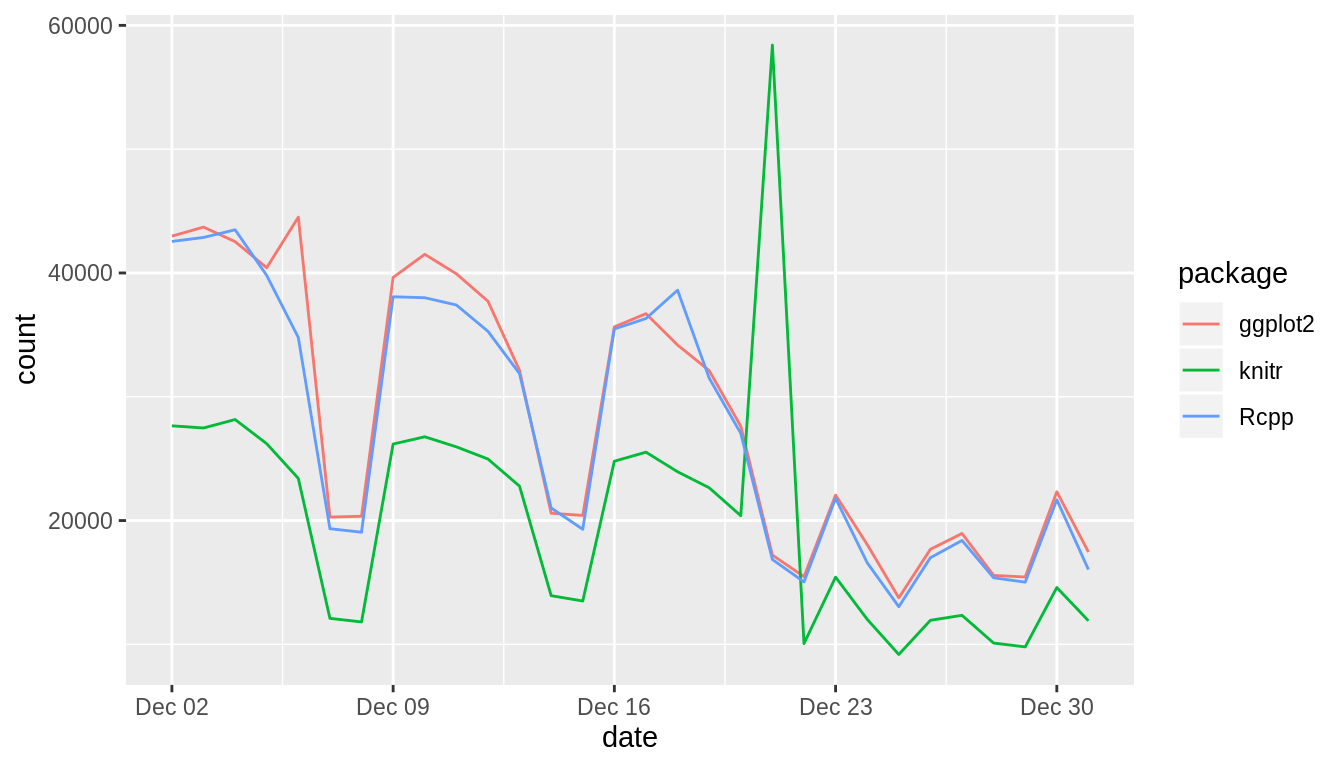 60000
40000
20000
count
Dec 02
Dec 09
Dec 16
Dec 23
Dec 30
date
package
ggplot2
knitr
Rcpp